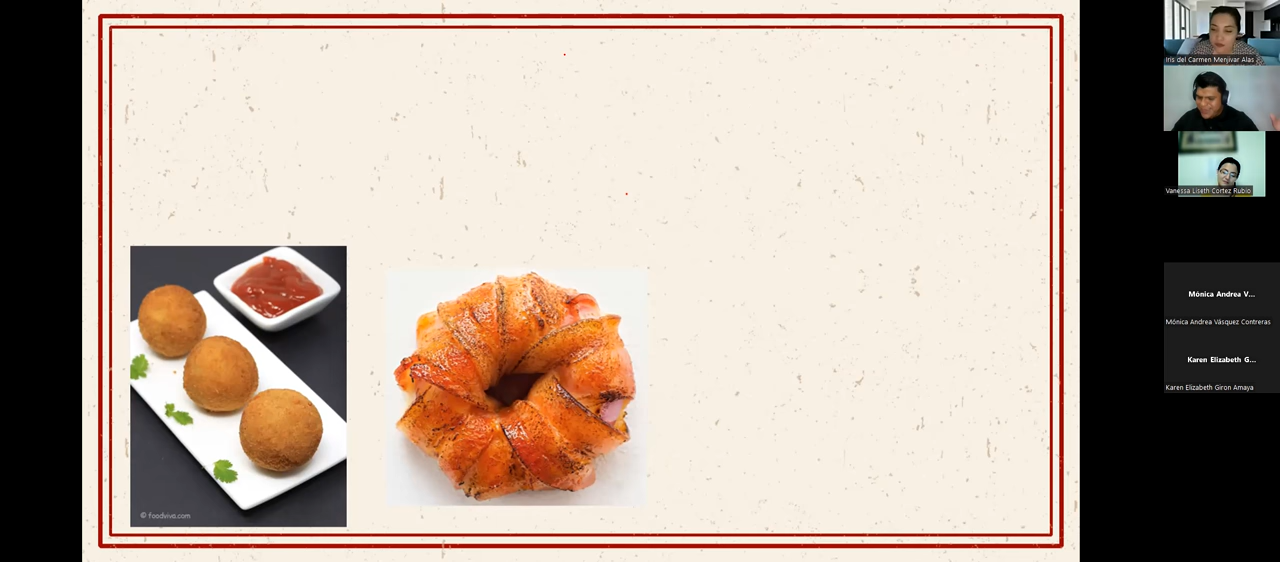 © foodviva.com
Iris del Carmen Menjivar Alas
Vanessa Liseth Cortez Rubio
Mónica Andrea V...
Mónica Andrea Vásquez Contreras
Karen Elizabeth G...
Karen Elizabeth Giron Amaya